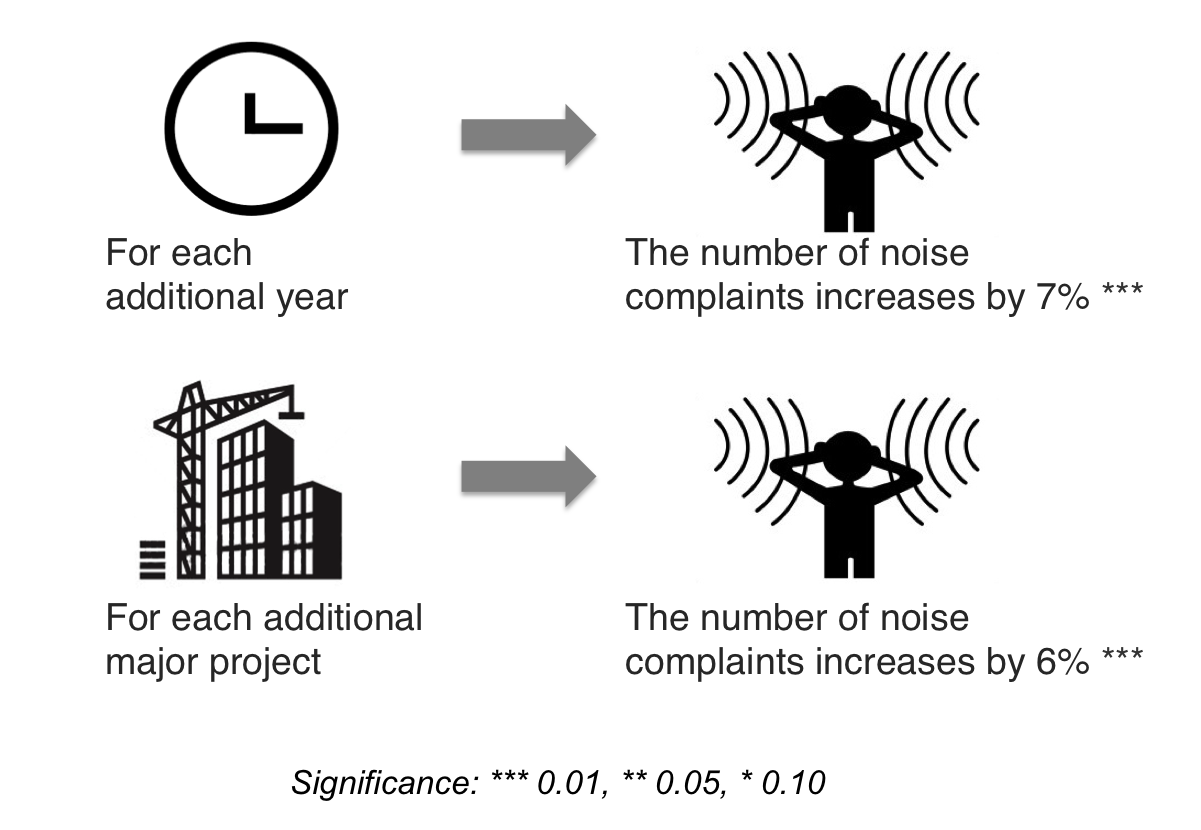 For each
additional year
The number of noise
complaints increases by 7% ***
For each additional
major project
The number of noise
complaints increases by 6% ***
Significance: *** 0.01, ** 0.05, * 0.10